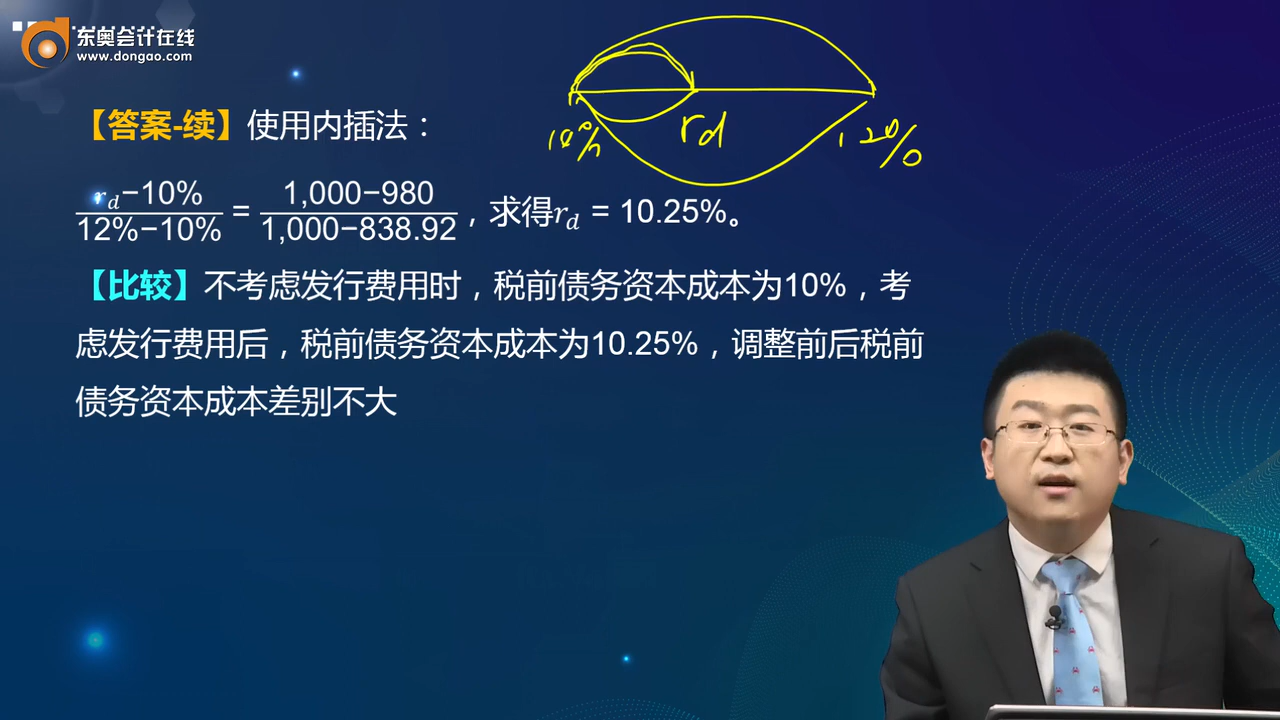 东奥会计在线
www.dongao.com
10% rd 12%
【答案-续】使用内插法：
r_d−10%/12%−10% = 1,000−980/1,000−838.92，求得r_d = 10.25%。
【比较】不考虑发行费用时，税前债务资本成本为10%，考
虑发行费用后，税前债务资本成本为10.25%，调整前后税前
债务资本成本差别不大